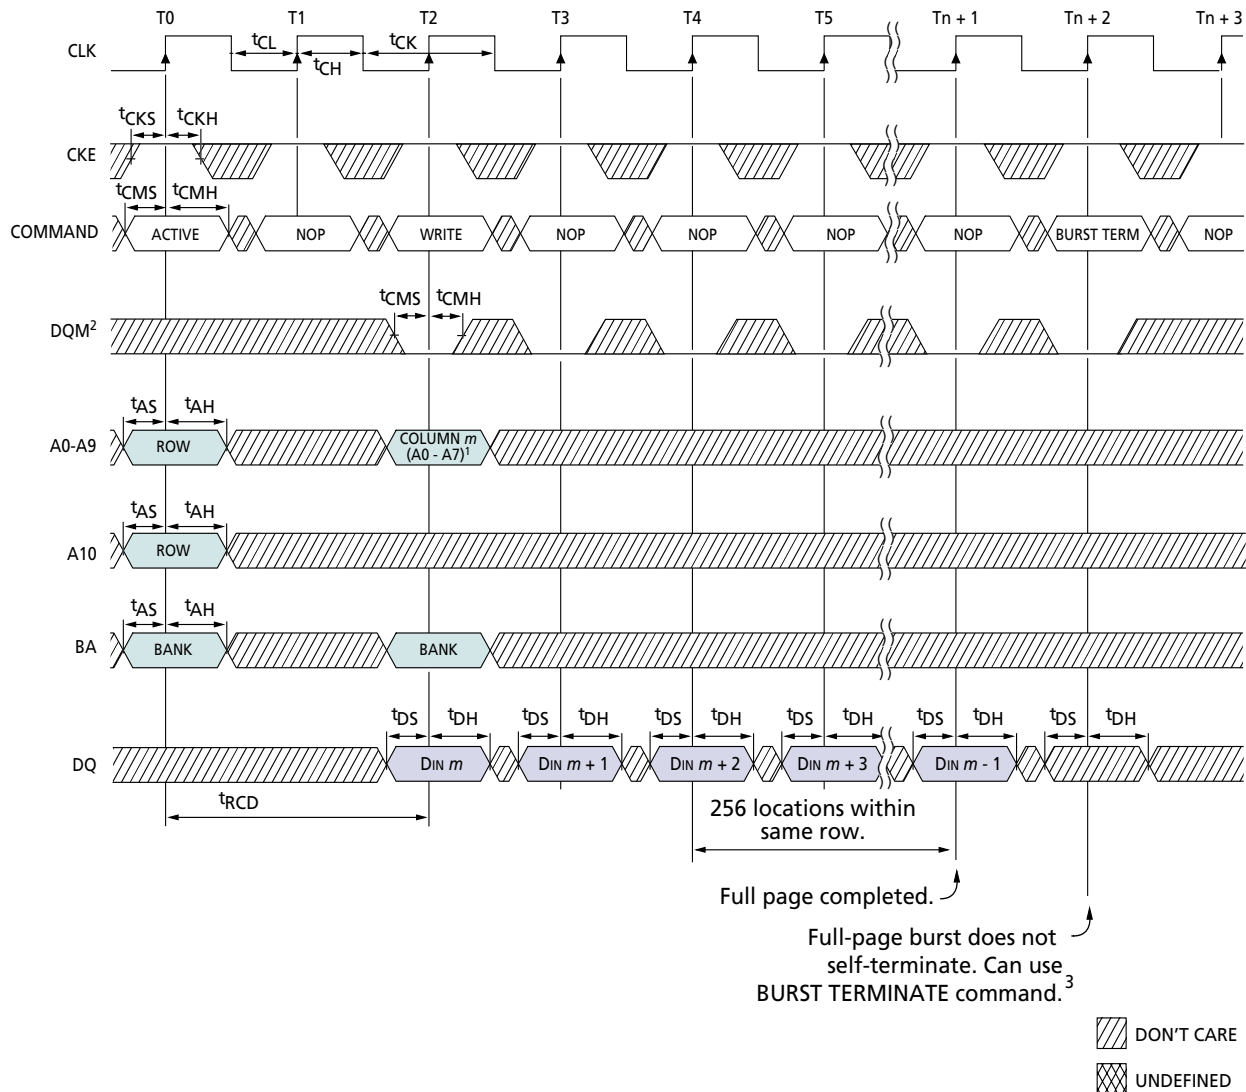 T0 T1 T2 T3 T4 T5 Tn + 1 Tn + 2 Tn + 3
CLK
tCL tCK
tCH
tCKS tCKH
CKE
tCMS tCMH
COMMAND ACTIVE NOP WRITE NOP NOP NOP NOP BURST TERM NOP
tCMS tCMH
DQM²
tAS tAH
A0-A9 ROW COLUMN m
(A0 - A7)¹
tAS tAH
A10 ROW
tAS tAH
BA BANK BANK
tDS tDH tDS tDH tDS tDH tDS tDH tDS tDH tDS tDH
DQ DIN m DIN m + 1 DIN m + 2 DIN m + 3 DIN m - 1
tRCD
256 locations within
same row.
Full page completed.
Full-page burst does not
self-terminate. Can use
BURST TERMINATE command.³
DON'T CARE
UNDEFINED